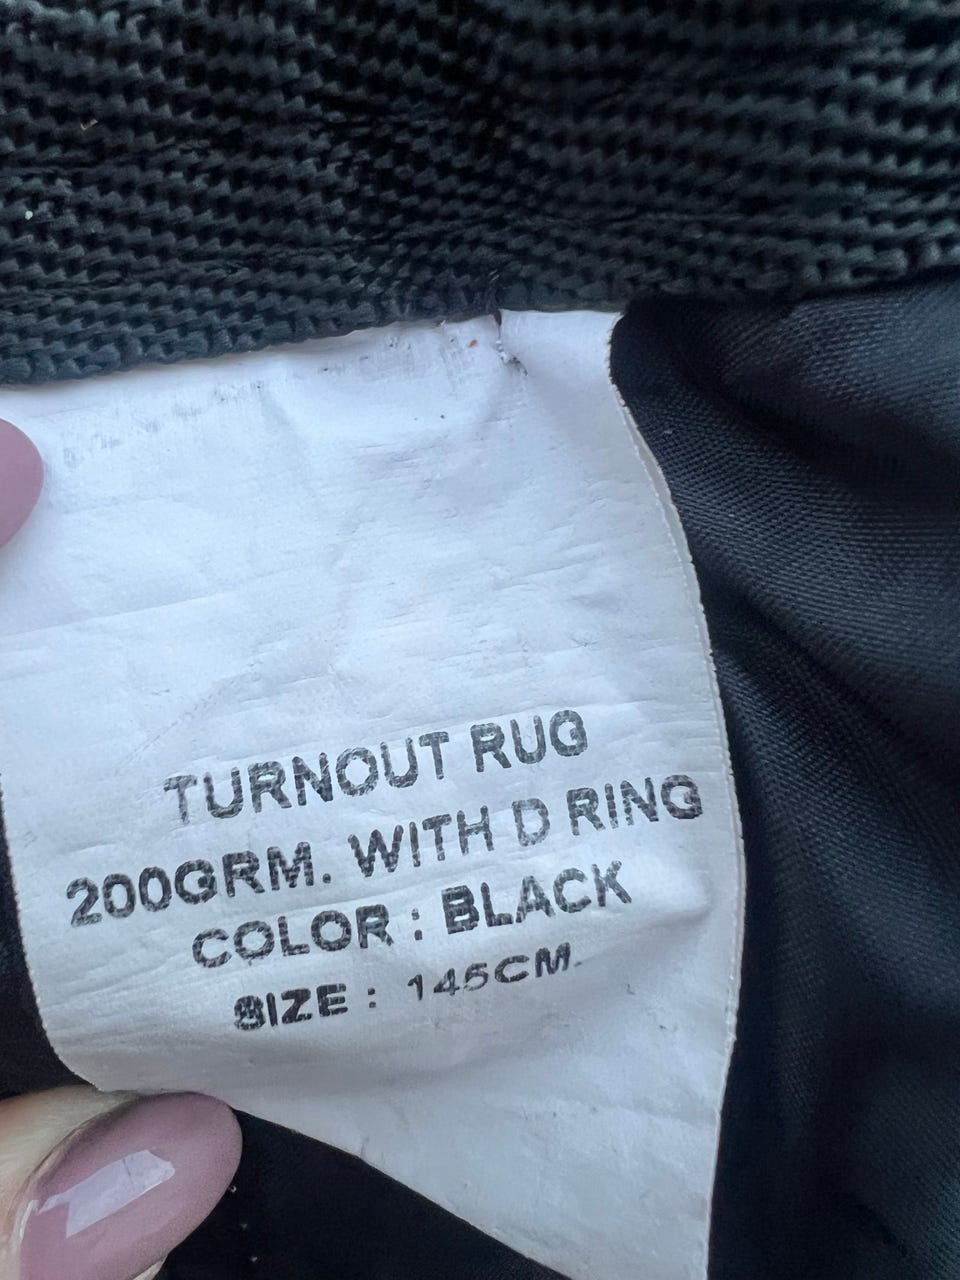 TURNOUT RUG
200GRM. WITH D RING
COLOR : BLACK
SIZE : 145CM.